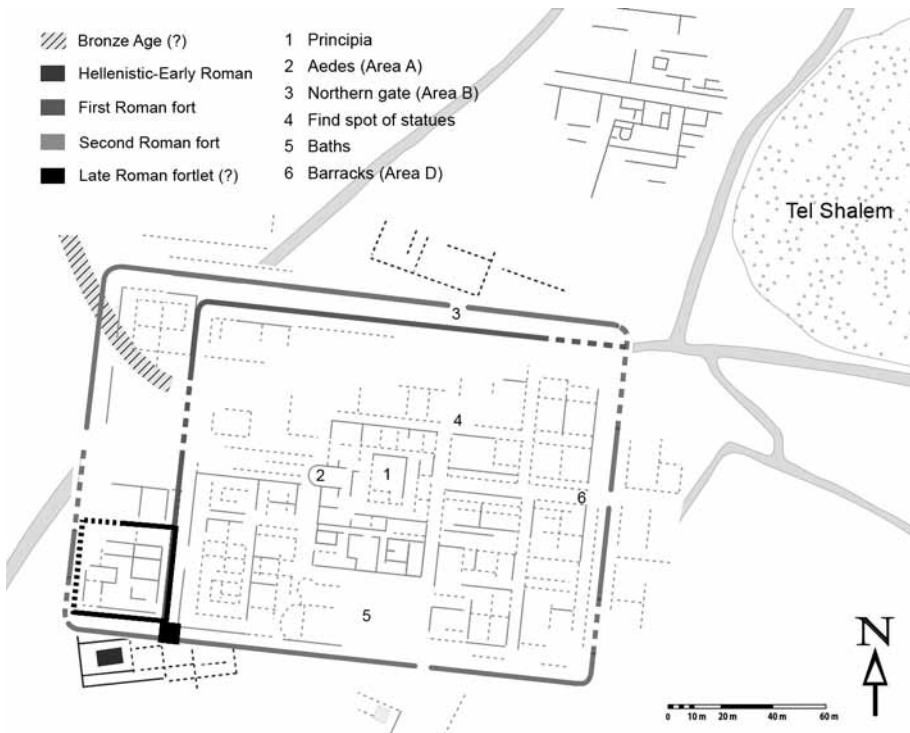 Bronze Age (?)
Hellenistic-Early Roman
First Roman fort
Second Roman fort
Late Roman fortlet (?)
1 Principia
2 Aedes (Area A)
3 Northern gate (Area B)
4 Find spot of statues
5 Baths
6 Barracks (Area D)
Tel Shalem
3
4
2
1
6
5
N
0 10 m 20 m 40 m 60 m